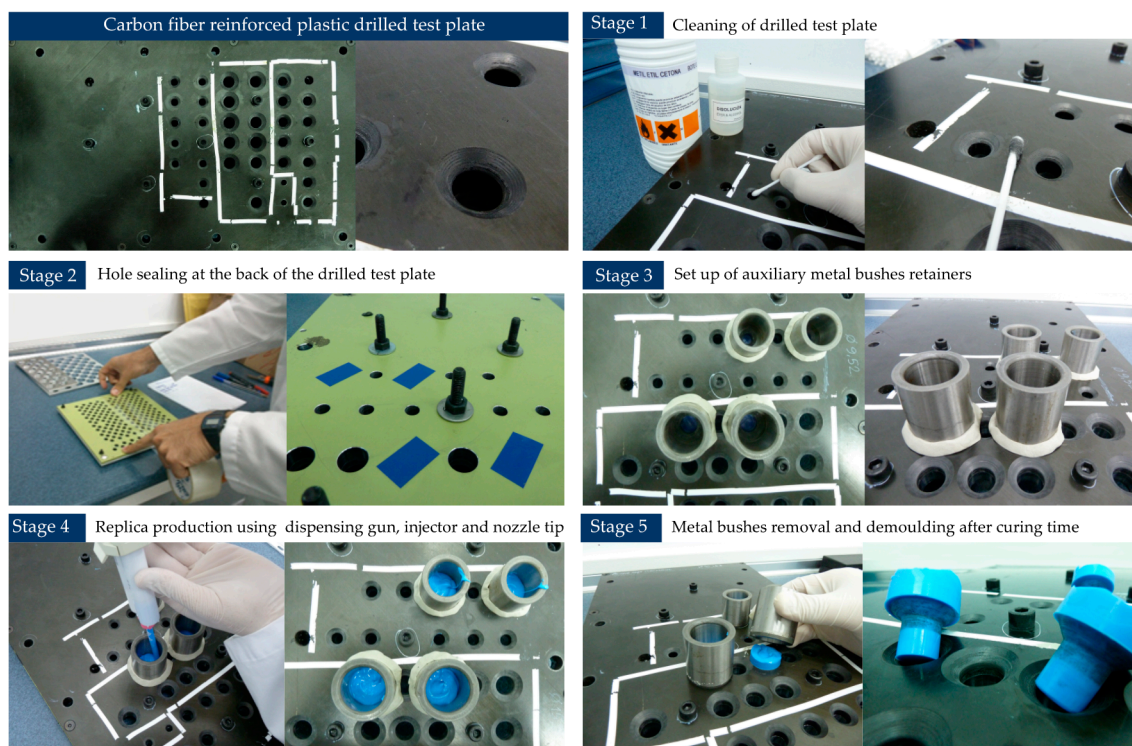 Carbon fiber reinforced plastic drilled test plate
Stage 1 Cleaning of drilled test plate
METIL ETIL CETONA
DISOLUCIÓN
Stage 2 Hole sealing at the back of the drilled test plate
Stage 3 Set up of auxiliary metal bushes retainers
Stage 4 Replica production using dispensing gun, injector and nozzle tip
Stage 5 Metal bushes removal and demoulding after curing time